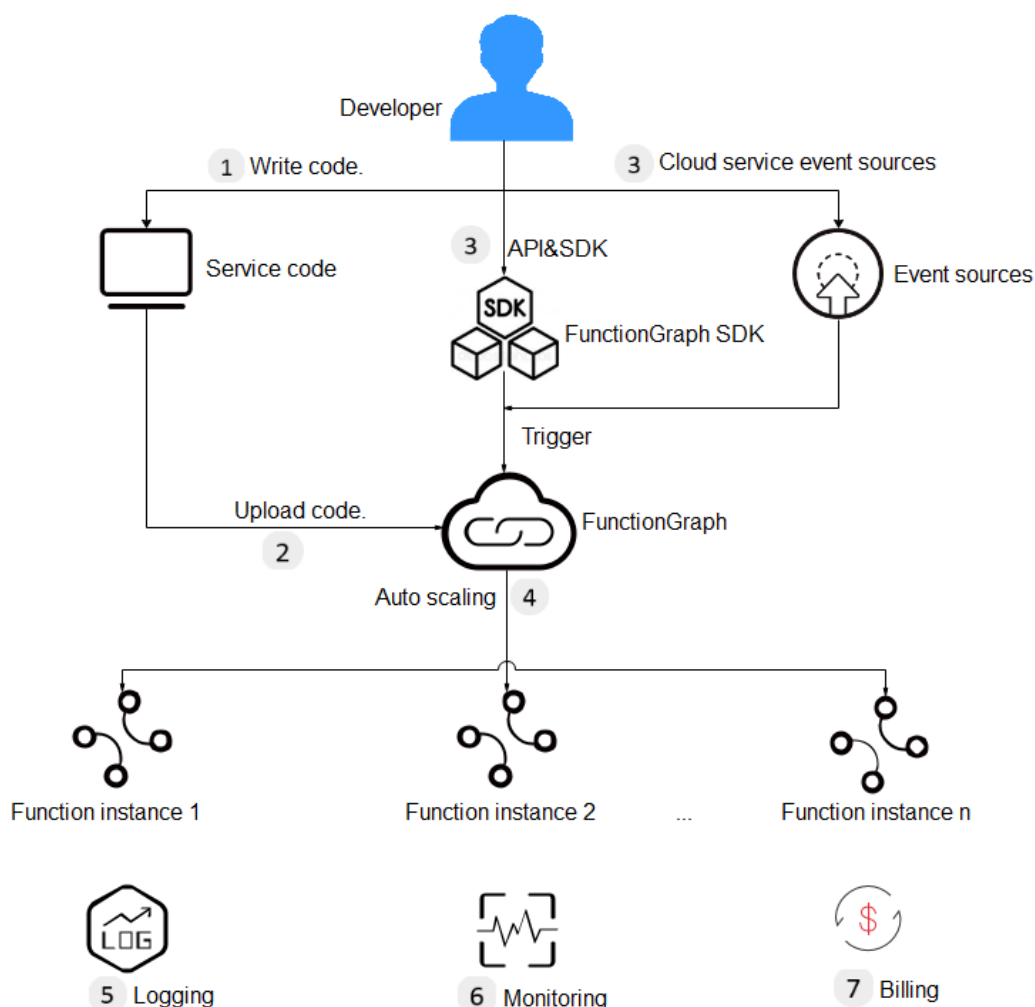 Developer
1 Write code.
3 Cloud service event sources
3 API&SDK
Service code
Event sources
SDK
FunctionGraph SDK
Trigger
Upload code.
2
FunctionGraph
Auto scaling 4
Function instance 1
Function instance 2
...
Function instance n
LOG
$
5 Logging
6 Monitoring
7 Billing